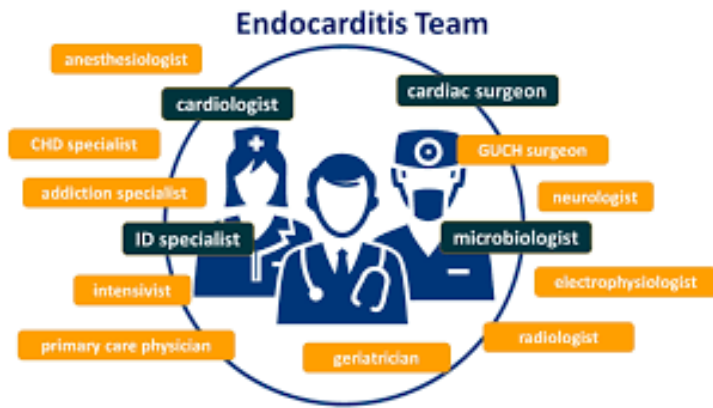 Endocarditis Team
anesthesiologist
cardiologist
cardiac surgeon
CHD specialist
GUCH surgeon
addiction specialist
neurologist
ID specialist
microbiologist
intensivist
electrophysiologist
primary care physician
radiologist
geriatrician